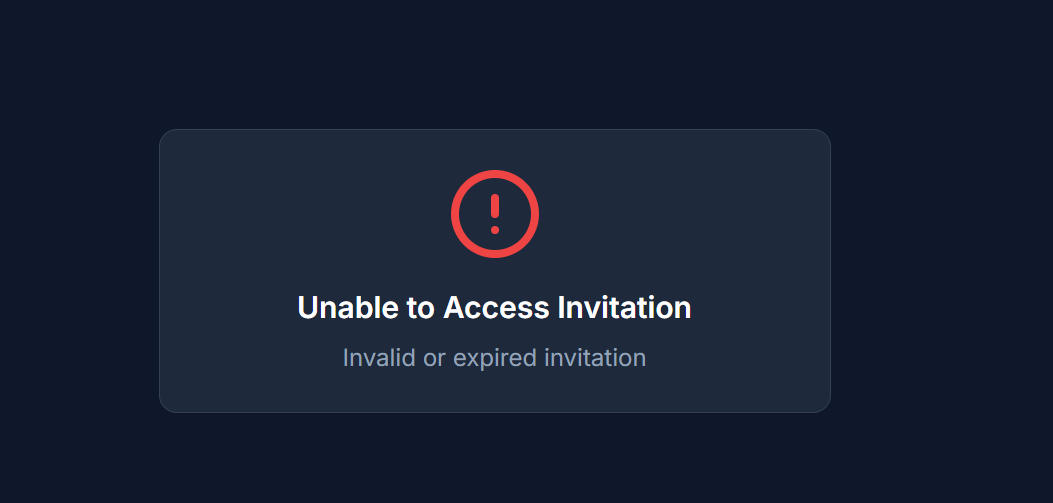 Unable to Access Invitation
Invalid or expired invitation